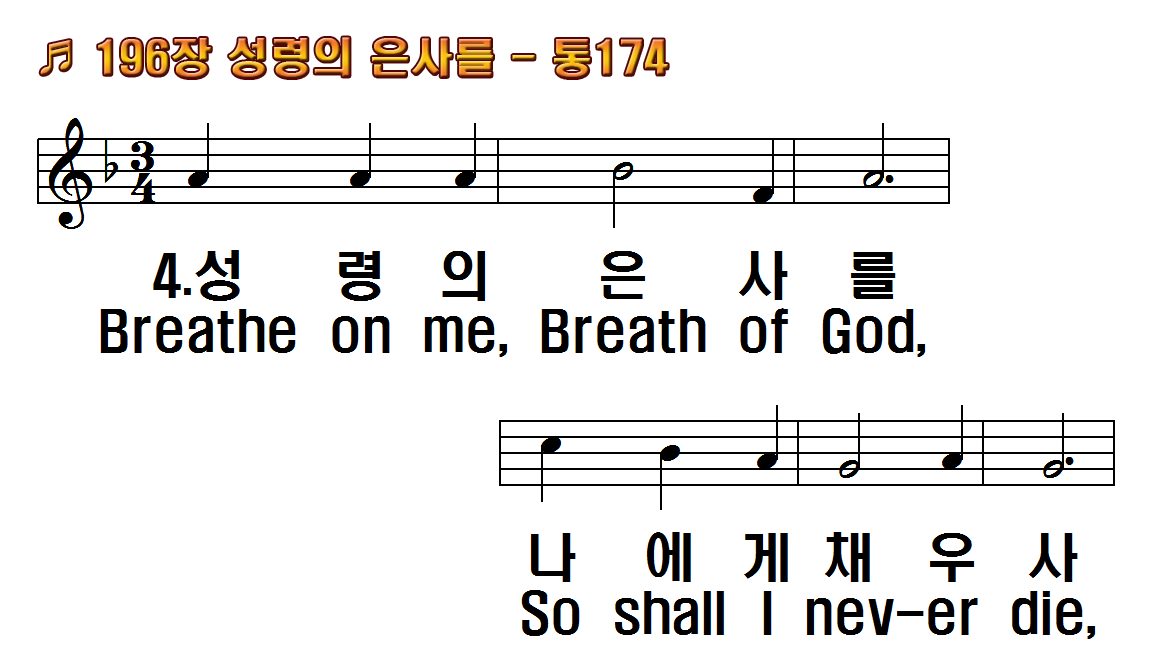 ♬ 196장 성령의 은사를 - 통174
3
4
4.성 령 의 은 사 를
Breathe on me, Breath of God,
나 에 게 채 우 사
So shall I nev-er die,